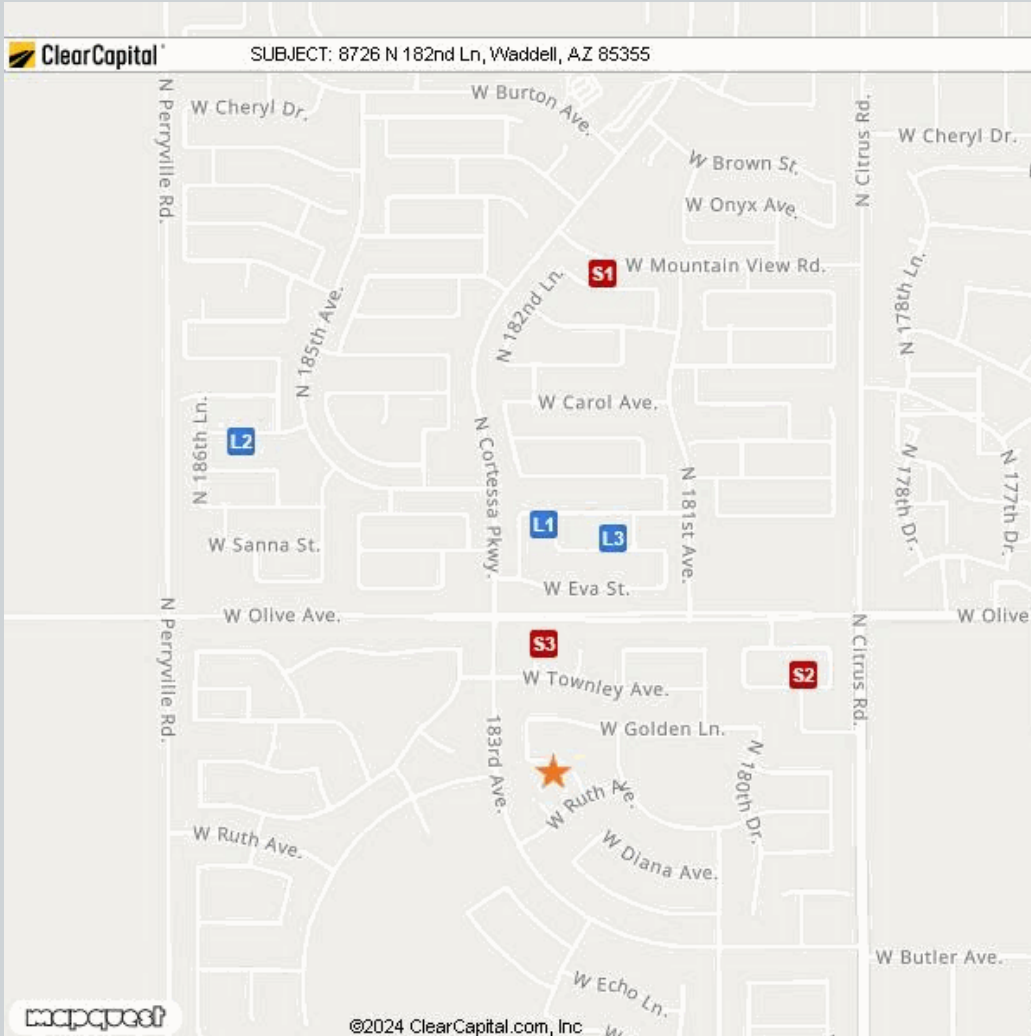 ClearCapital
SUBJECT: 8726 N 182nd Ln, Waddell, AZ 85355
N Perryville Rd.
W Cheryl Dr.
W Burton Ave.
N Citrus Rd.
W Cheryl Dr.
W Brown St.
W Onyx Ave.
S1
W Mountain View Rd.
N 182nd Ln.
N 178th Ln.
N 185th Ave.
W Carol Ave.
N 186th Ln.
L2
N Cortessa Pkwy.
N 181st Ave.
N 178th Dr.
N 177th Dr.
L1
L3
W Sanna St.
W Eva St.
N Perryville Rd.
W Olive Ave.
W Olive
N Citrus Rd.
S3
S2
W Townley Ave.
183rd Ave.
W Golden Ln.
N 180th Dr.
W Ruth Ave.
W Ruth Ave.
W Diana Ave.
W Butler Ave.
W Echo Ln.
W
mapquest
©2024 ClearCapital.com, Inc